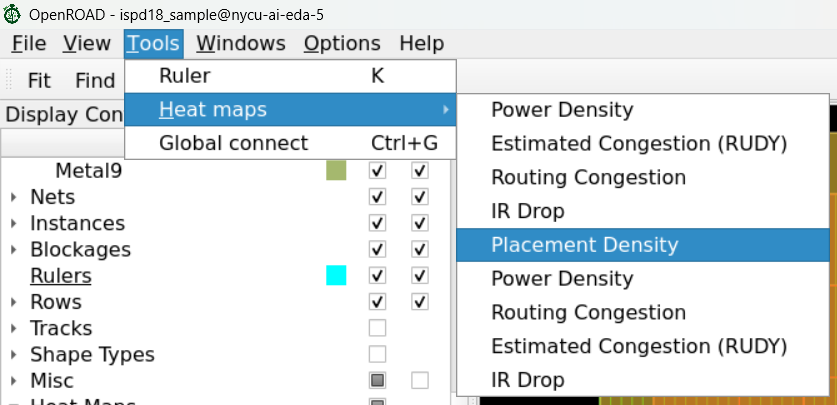 OpenROAD - ispd18_sample@nycu-ai-eda-5
File View Tools Windows Options Help
Fit Find
Ruler K
Heat maps
Global connect Ctrl+G
Power Density
Estimated Congestion (RUDY)
Routing Congestion
IR Drop
Placement Density
Power Density
Routing Congestion
Estimated Congestion (RUDY)
IR Drop
Display Con
Metal9
Nets
Instances
Blockages
Rulers
Rows
Tracks
Shape Types
Misc
Heat Maps